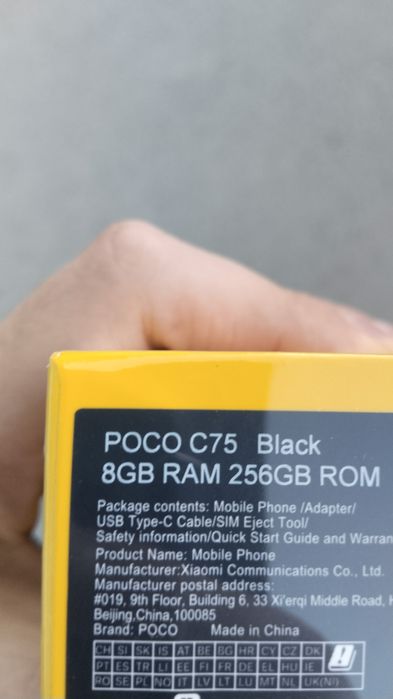 POCO C75 Black
8GB RAM 256GB ROM
Package contents: Mobile Phone /Adapter/
USB Type-C Cable/SIM Eject Tool/
Safety information/Quick Start Guide and Warran
Product Name: Mobile Phone
Manufacturer:Xiaomi Communications Co., Ltd.
Manufacturer postal address:
#019, 9th Floor, Building 6, 33 Xi'erqi Middle Road, H
Beijing,China,100085
Brand: POCO Made in China
CH SI SK IS AT BE BG HR CY CZ DK
PT ES TR LI EE FI FR DE EL HU IE
RO SE PL NO IT LV LT LU MT NL UK(NI)